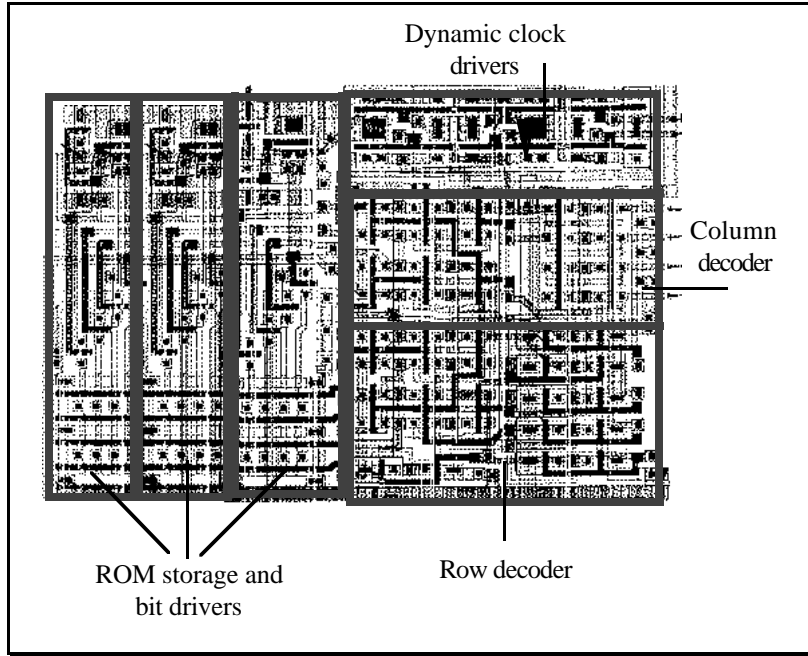 Dynamic clock
drivers
Column
decoder
ROM storage and
bit drivers
Row decoder